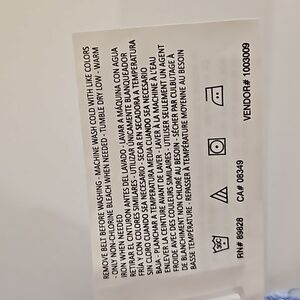 REMOVE BELT BEFORE WASHING - MACHINE WASH COLD WITH LIKE COLORS
- ONLY NON-CHLORINE BLEACH WHEN NEEDED - TUMBLE DRY LOW - WARM
IRON WHEN NEEDED
RETIRAR EL CINTURÓN ANTES DEL LAVADO - LAVAR A MÁQUINA CON AGUA
FRÍA Y CON COLORES SIMILARES - UTILIZAR ÚNICAMENTE BLANQUEADOR
SIN CLORO CUANDO SEA NECESARIO - SECAR EN SECADORA A TEMPERATURA
BAJA - PLANCHAR A TEMPERATURA MEDIA CUANDO SEA NECESARIO
ENLEVER LA CEINTURE AVANT DE LAVER - LAVER À LA MACHINE À L'EAU
FROIDE AVEC DES COULEURS SIMILAIRES - UTILISER SEULEMENT UN AGENT
DE BLANCHIMENT NON CHLORÉ AU BESOIN - SÉCHER PAR CULBUTAGE À
BASSE TEMPÉRATURE - REPASSER À TEMPÉRATURE MOYENNE AU BESOIN
RN# 89828 CA# 18349 VENDOR# 1003009